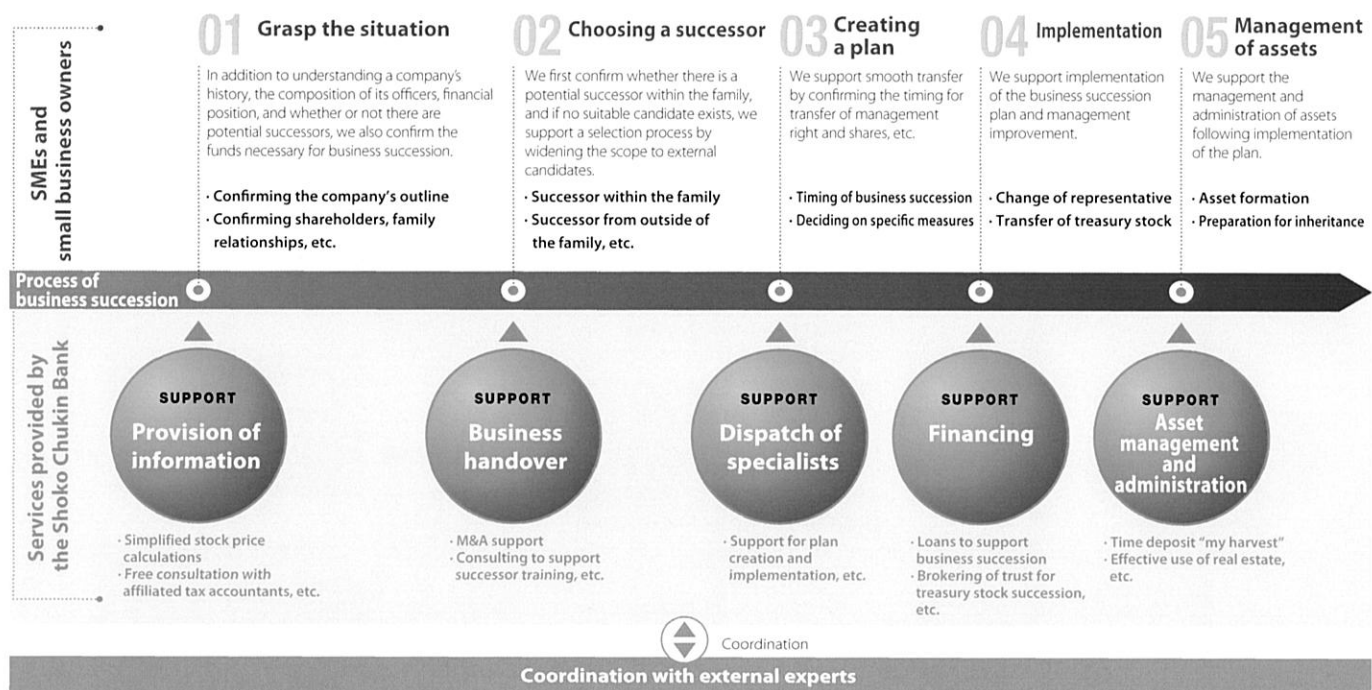 SMEs and
small business owners
01 Grasp the situation
In addition to understanding a company's
history, the composition of its officers, financial
position, and whether or not there are
potential successors, we also confirm the
funds necessary for business succession.
· Confirming the company's outline
· Confirming shareholders, family
relationships, etc.
02 Choosing a successor
We first confirm whether there is a
potential successor within the family,
and if no suitable candidate exists, we
support a selection process by
widening the scope to external
candidates.
· Successor within the family
· Successor from outside of
the family, etc.
03 Creating
a plan
We support smooth transfer
by confirming the timing for
transfer of management
right and shares, etc.
· Timing of business succession
· Deciding on specific measures
04 Implementation
We support implementation
of the business succession
plan and management
improvement.
· Change of representative
· Transfer of treasury stock
05 Management
of assets
We support the
management and
administration of assets
following implementation
of the plan.
· Asset formation
· Preparation for inheritance
Process of
business succession
Services provided by
the Shoko Chukin Bank
SUPPORT
Provision of
information
· Simplified stock price
calculations
· Free consultation with
affiliated tax accountants, etc.
SUPPORT
Business
handover
· M&A support
· Consulting to support
successor training, etc.
SUPPORT
Dispatch of
specialists
· Support for plan
creation and
implementation, etc.
SUPPORT
Financing
· Loans to support
business succession
· Brokering of trust for
treasury stock succession,
etc.
SUPPORT
Asset
management
and
administration
· Time deposit "my harvest"
· Effective use of real estate,
etc.
Coordination
Coordination with external experts